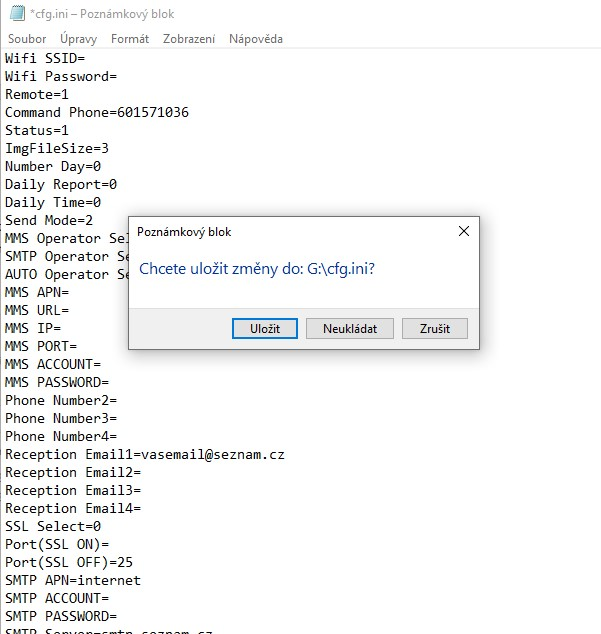 *cfg.ini – Poznámkový blok
Soubor Úpravy Formát Zobrazení Nápověda
Wifi SSID=
Wifi Password=
Remote=1
Command Phone=601571036
Status=1
ImgFileSize=3
Number Day=0
Daily Report=0
Daily Time=0
Send Mode=2
MMS Operator Sel
SMTP Operator Se
AUTO Operator Se
MMS APN=
MMS URL=
MMS IP=
MMS PORT=
MMS ACCOUNT=
MMS PASSWORD=
Phone Number2=
Phone Number3=
Phone Number4=
Reception Email1=vasemail@seznam.cz
Reception Email2=
Reception Email3=
Reception Email4=
SSL Select=0
Port(SSL ON)=
Port(SSL OFF)=25
SMTP APN=internet
SMTP ACCOUNT=
SMTP PASSWORD=
SMTP Server=smtp.seznam.cz
Poznámkový blok
Chcete uložit změny do: G:\cfg.ini?
Uložit Neukládat Zrušit